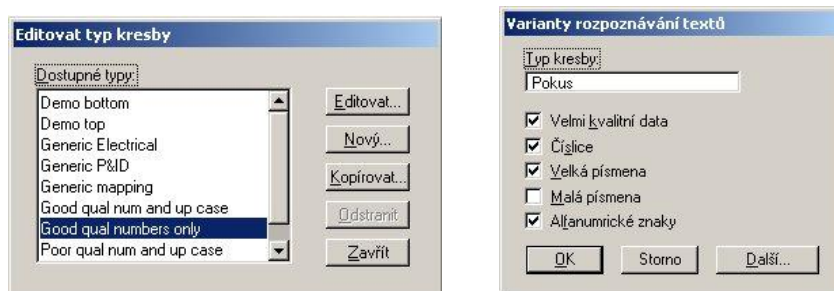 Editovat typ kresby
Dostupné typy:
Demo bottom
Demo top
Generic Electrical
Generic P&ID
Generic mapping
Good qual num and up case
Good qual numbers only
Poor qual num and up case
Editovat...
Nový...
Kopírovat...
Odstranit
Zavřít
Varianty rozpoznávání textů
Typ kresby:
Pokus
Velmi kvalitní data
Číslice
Velká písmena
Malá písmena
Alfanumrické znaky
OK
Storno
Další...